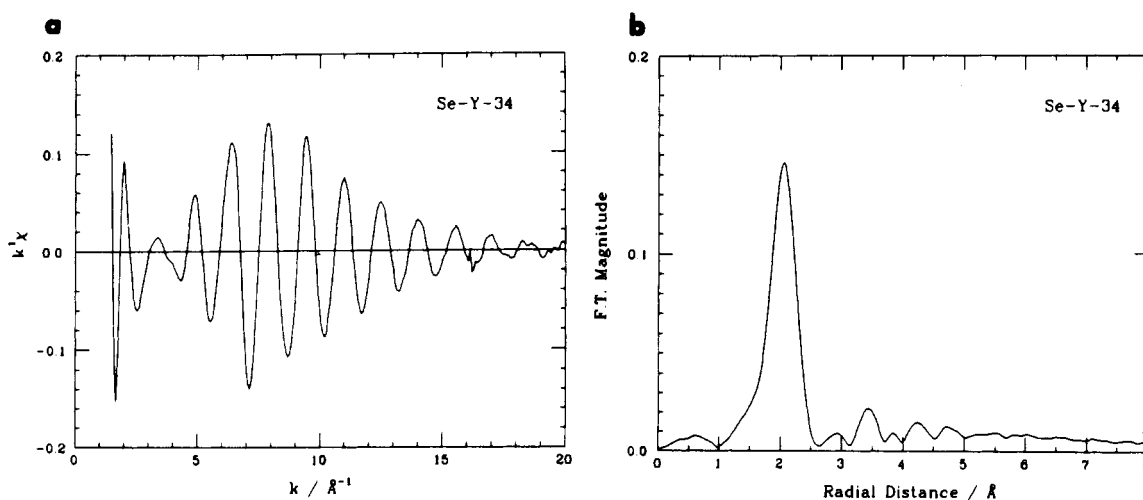 a
0.2
0.1
0.0
-0.1
-0.2
k¹χ
Se-Y-34
0
5
10
15
20
k / Å⁻¹
b
0.2
0.1
0.0
F.T. Magnitude
Se-Y-34
0
1
2
3
4
5
6
7
Radial Distance / Å